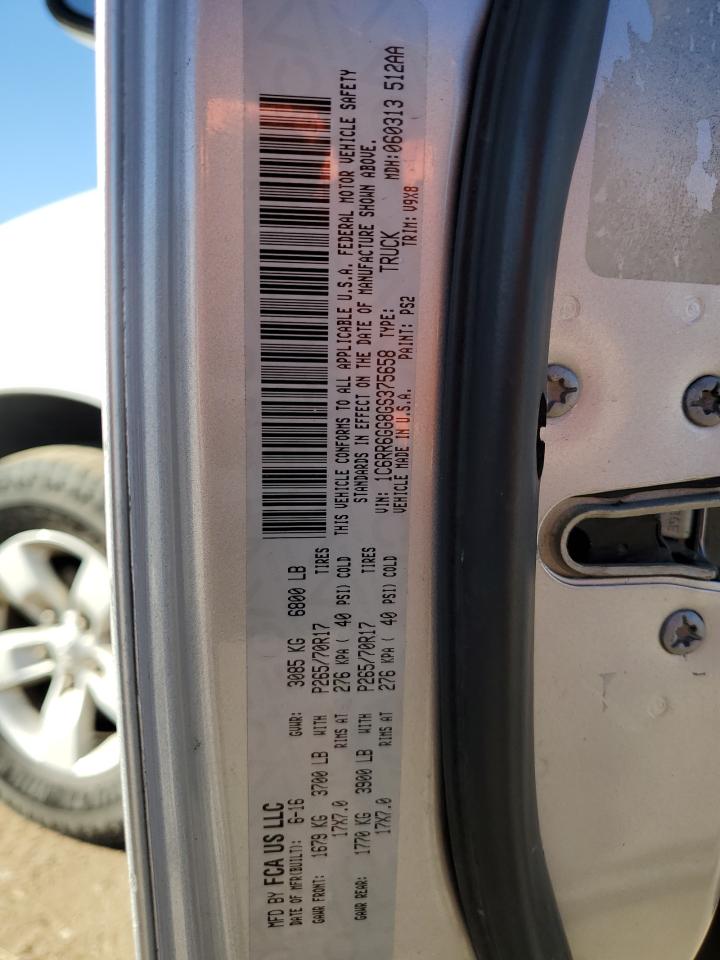 MFD BY FCA US LLC
DATE OF MFR(BUILT): 6-16 GVWR: 3085 KG 6800 LB
GAWR FRONT: 1679 KG 3700 LB WITH P265/70R17 TIRES
17X7.0 RIMS AT 276 KPA ( 40 PSI) COLD
GAWR REAR: 1770 KG 3900 LB WITH P265/70R17 TIRES
17X7.0 RIMS AT 276 KPA ( 40 PSI) COLD
THIS VEHICLE CONFORMS TO ALL APPLICABLE U.S.A. FEDERAL MOTOR VEHICLE SAFETY
STANDARDS IN EFFECT ON THE DATE OF MANUFACTURE SHOWN ABOVE.
VIN: 1C6RR6GG8GS375658 TYPE: TRUCK MDH:060313 512AA
VEHICLE MADE IN U.S.A. PAINT: PS2 TRIM: V9X8